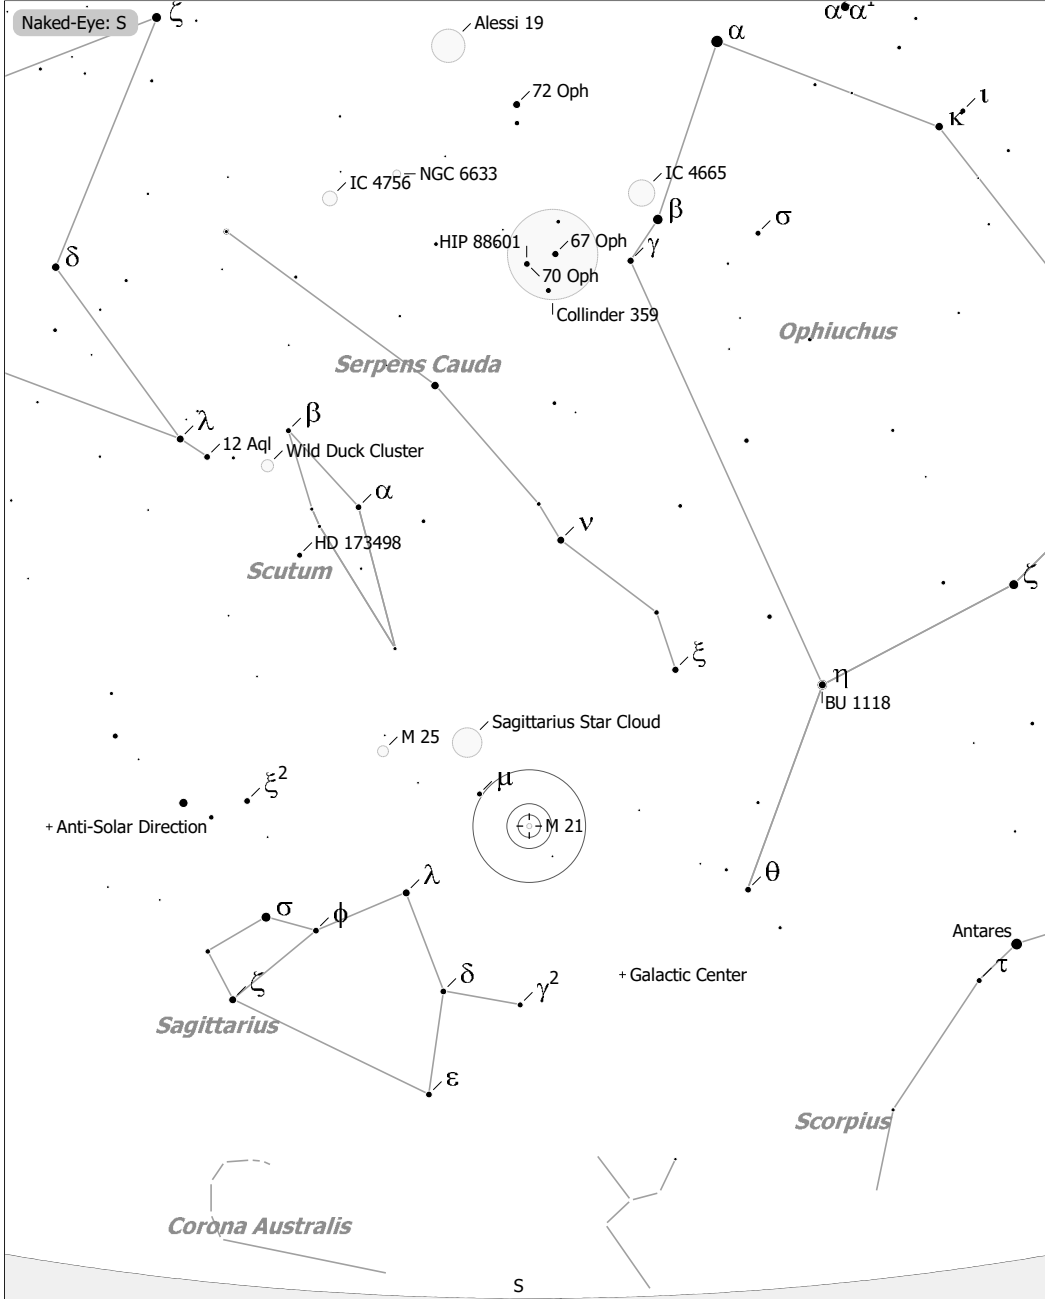 Naked-Eye: S
ζ
Alessi 19
α
α²α¹
72 Oph
κ
ι
NGC 6633
IC 4756
IC 4665
β
σ
HIP 88601
67 Oph
γ
δ
70 Oph
Collinder 359
Ophiuchus
Serpens Cauda
λ
β
12 Aql
Wild Duck Cluster
α
ν
HD 173498
Scutum
ζ
ξ
η
BU 1118
Sagittarius Star Cloud
M 25
μ
ξ²
Anti-Solar Direction
M 21
λ
θ
σ
φ
Antares
τ
ζ
δ
γ²
Galactic Center
Sagittarius
ε
Scorpius
Corona Australis
S